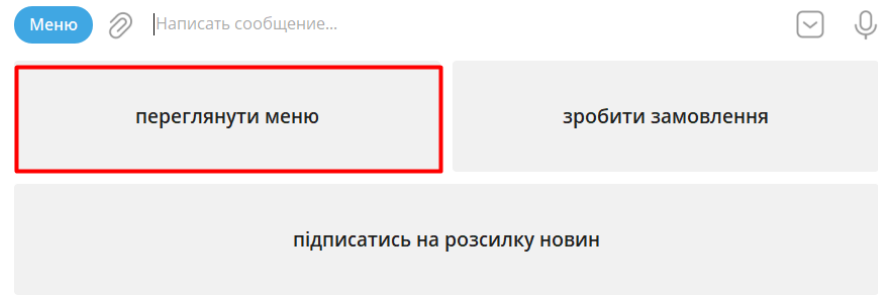 Меню Написать сообщение...
переглянути меню зробити замовлення
підписатись на розсилку новин